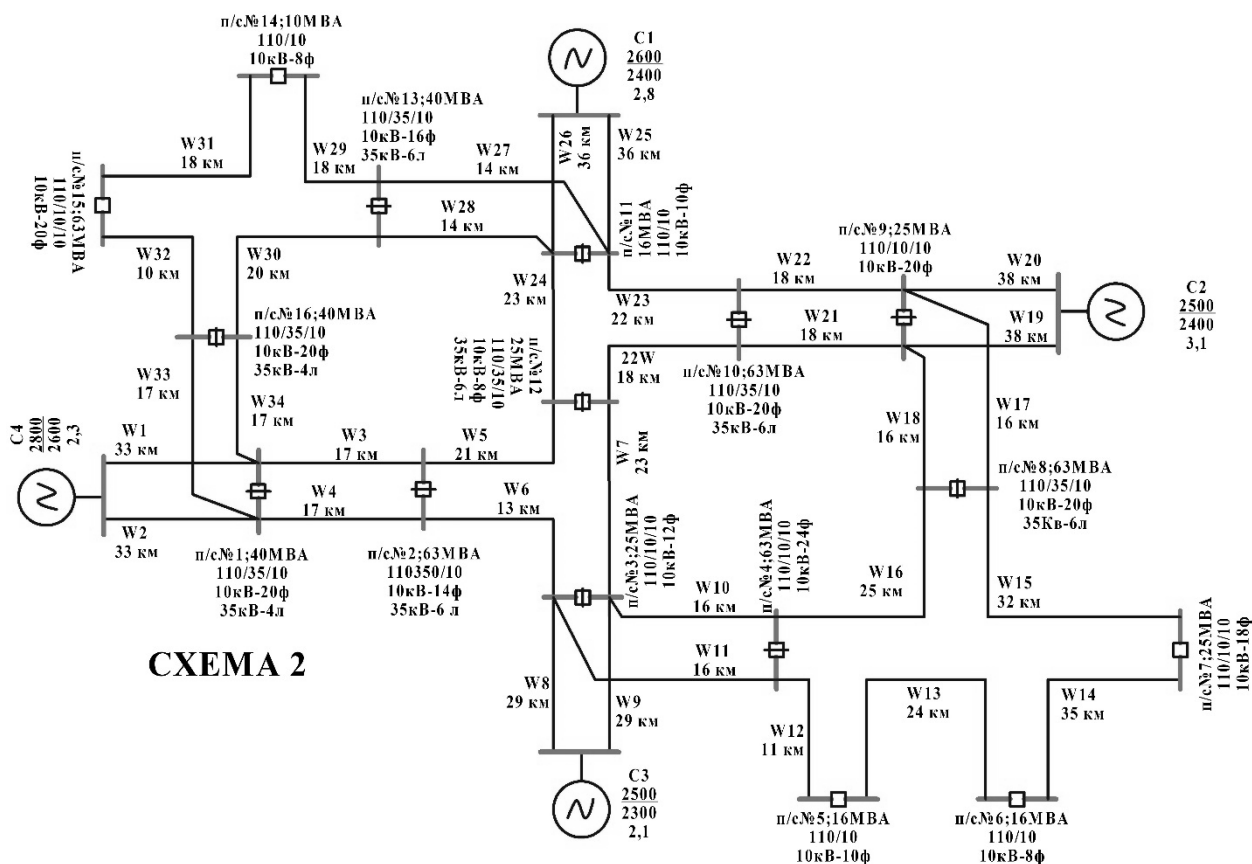 п/с№14;10МВА
110/10
10кВ-8ф
С1
2600
2400
2,8
п/с№13;40МВА
110/35/10
10кВ-16ф
35кВ-6л
W31
18 км
W29
18 км
W27
14 км
W26
36 км
W25
36 км
п/с№15;63МВА
110/10/10
10кВ-20ф
W28
14 км
п/с№11
16МВА
110/10
10кВ-10ф
п/с№9;25МВА
110/10/10
10кВ-20ф
W32
10 км
W30
20 км
W24
23 км
W22
18 км
W20
38 км
С2
2500
2400
3,1
W23
22 км
W21
18 км
W19
38 км
п/с№16;40МВА
110/35/10
10кВ-20ф
35кВ-4л
п/с№12
25МВА
110/35/10
10кВ-8ф
35кВ-6л
22W
18 км
п/с№10;63МВА
110/35/10
10кВ-20ф
35кВ-6л
W33
17 км
W34
17 км
W18
16 км
W17
16 км
С4
2800
2600
2,3
W1
33 км
W3
17 км
W5
21 км
W7
23 км
п/с№8;63МВА
110/35/10
10кВ-20ф
35Кв-6л
W4
17 км
W6
13 км
W2
33 км
п/с№1;40МВА
110/35/10
10кВ-20ф
35кВ-4л
п/с№2;63МВА
110350/10
10кВ-14ф
35кВ-6 л
п/с№3;25МВА
110/10/10
10кВ-12ф
п/с№4;63МВА
110/10/10
10кВ-24ф
W10
16 км
W16
25 км
W15
32 км
СХЕМА 2
W11
16 км
п/с№7;25МВА
110/10/10
10кВ-18ф
W8
29 км
W9
29 км
W12
11 км
W13
24 км
W14
35 км
С3
2500
2300
2,1
п/с№5;16МВА
110/10
10кВ-10ф
п/с№6;16МВА
110/10
10кВ-8ф